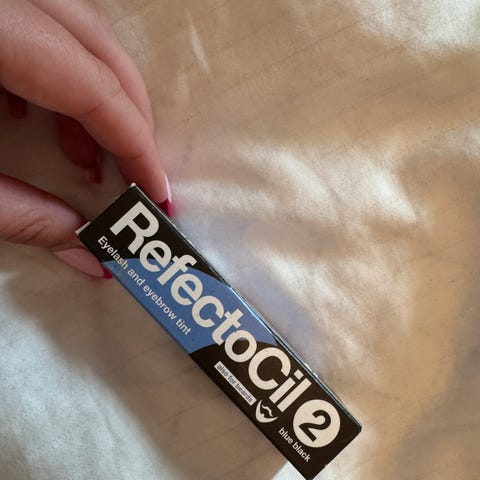 RefectoCil 2
Eyelash and eyebrow tint
also for beards
blue black